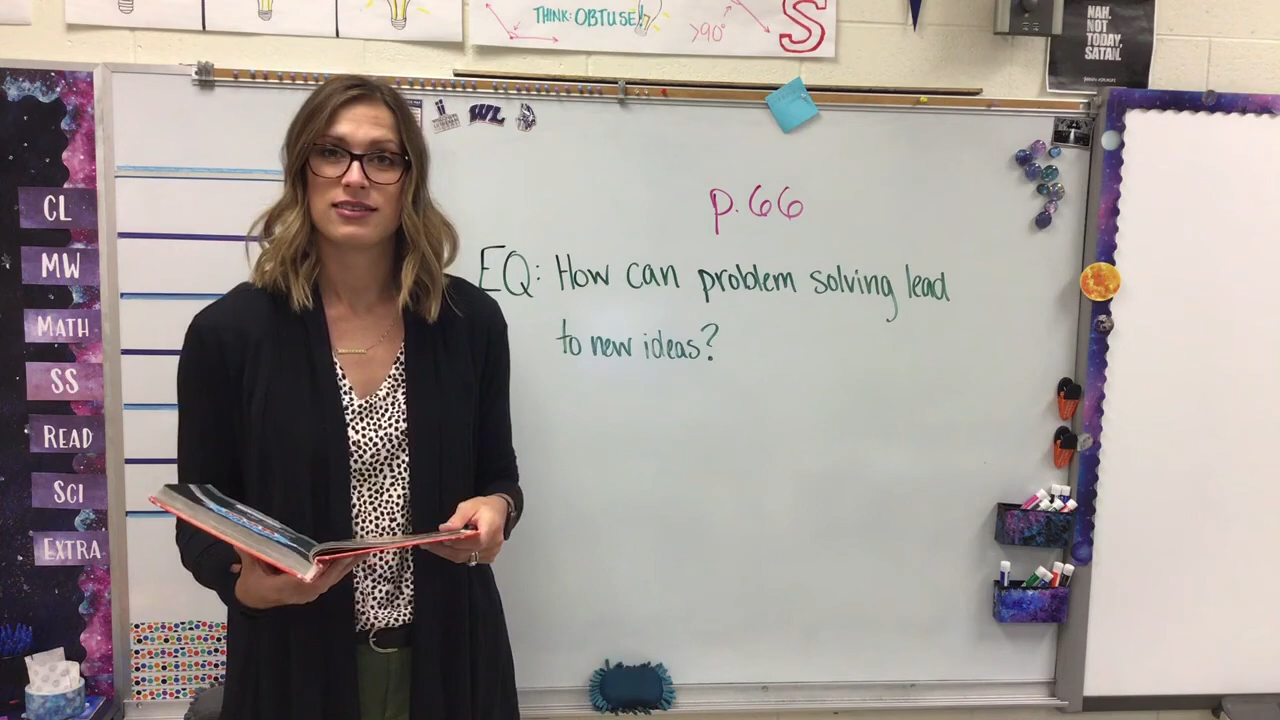 THINK: OBTUSE!
>90°
S
NAH.
NOT
TODAY,
SATAN.
WL
p.66
EQ: How can problem solving lead
to new ideas?
CL
MW
MATH
SS
READ
SCI
EXTRA